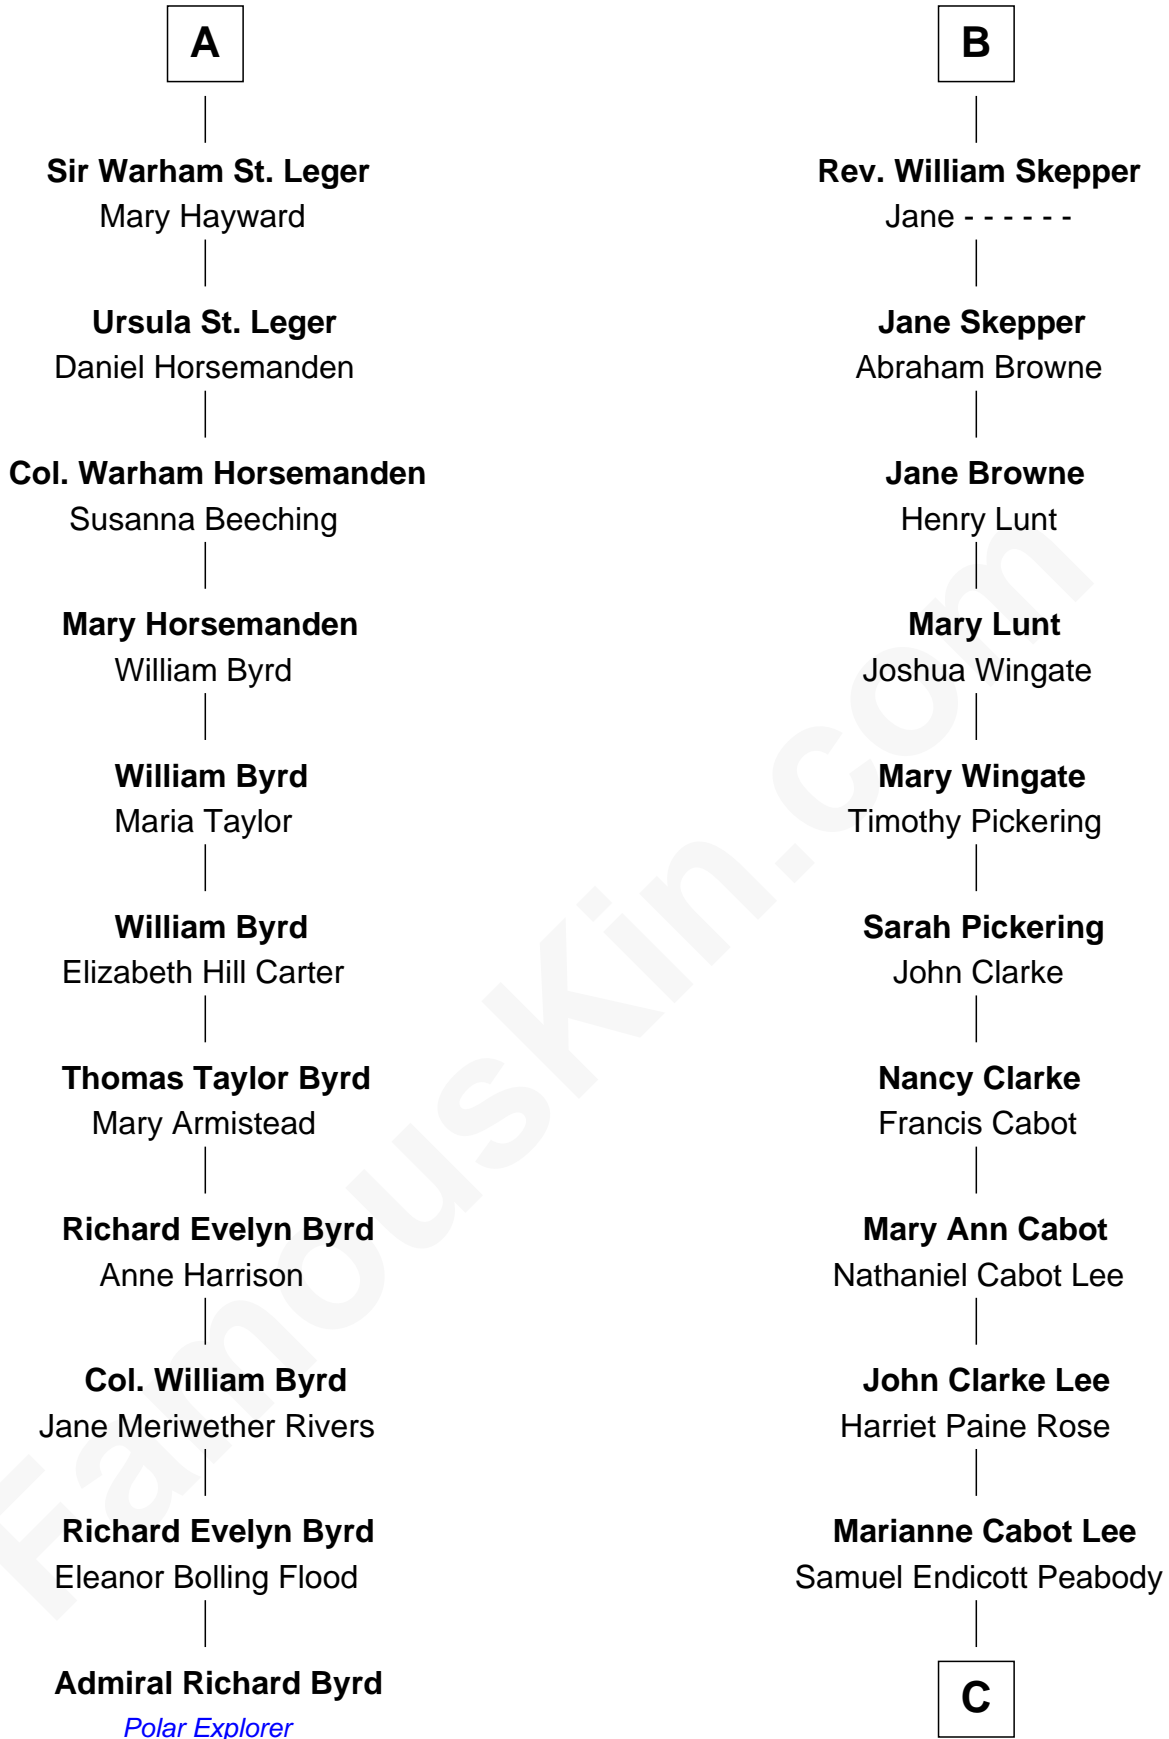 A
Sir Warham St. Leger
Mary Hayward
Ursula St. Leger
Daniel Horsemanden
Col. Warham Horsemanden
Susanna Beeching
Mary Horsemanden
William Byrd
William Byrd
Maria Taylor
William Byrd
Elizabeth Hill Carter
Thomas Taylor Byrd
Mary Armistead
Richard Evelyn Byrd
Anne Harrison
Col. William Byrd
Jane Meriwether Rivers
Richard Evelyn Byrd
Eleanor Bolling Flood
Admiral Richard Byrd
Polar Explorer
B
Rev. William Skepper
Jane - - - - - -
Jane Skepper
Abraham Browne
Jane Browne
Henry Lunt
Mary Lunt
Joshua Wingate
Mary Wingate
Timothy Pickering
Sarah Pickering
John Clarke
Nancy Clarke
Francis Cabot
Mary Ann Cabot
Nathaniel Cabot Lee
John Clarke Lee
Harriet Paine Rose
Marianne Cabot Lee
Samuel Endicott Peabody
C
FamousKin.com